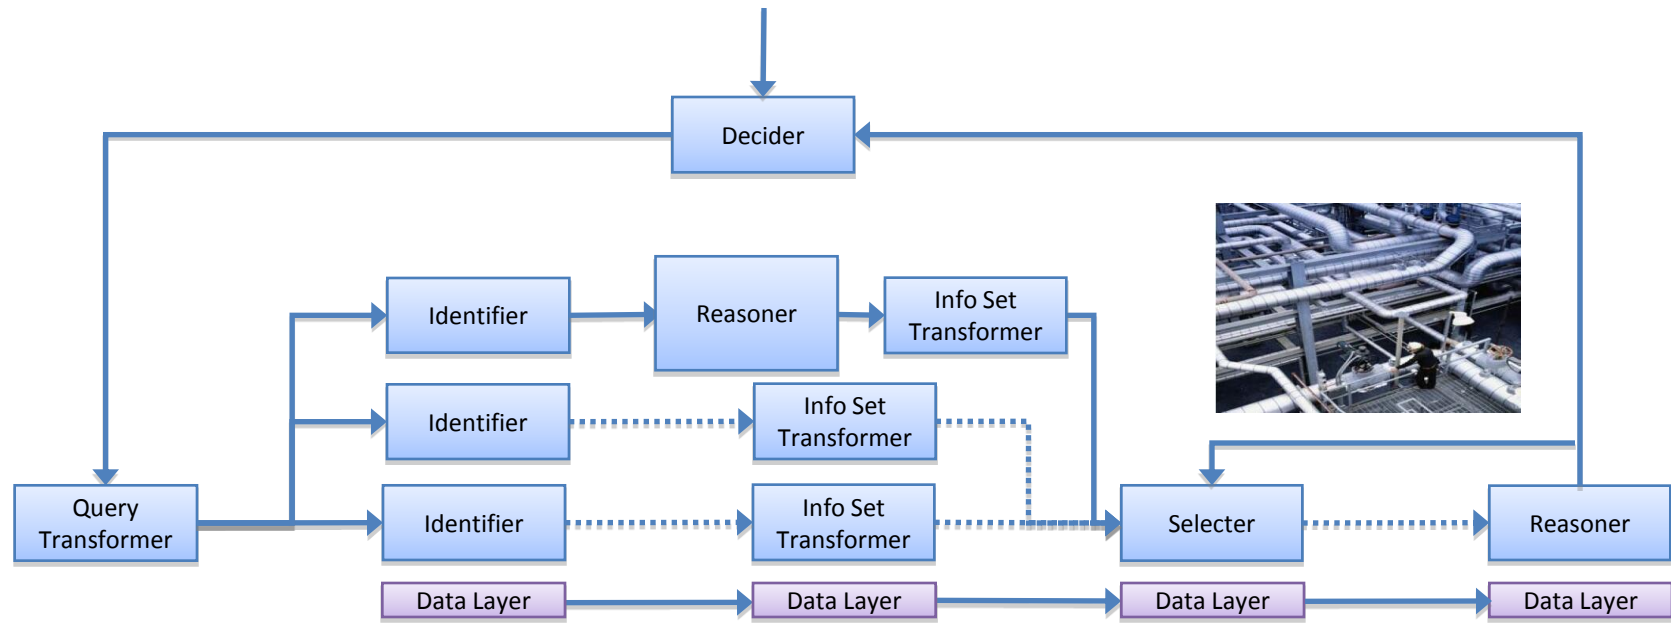 Decider
Identifier
Reasoner
Info Set
Transformer
Identifier
Info Set
Transformer
Query
Transformer
Identifier
Info Set
Transformer
Selecter
Reasoner
Data Layer
Data Layer
Data Layer
Data Layer